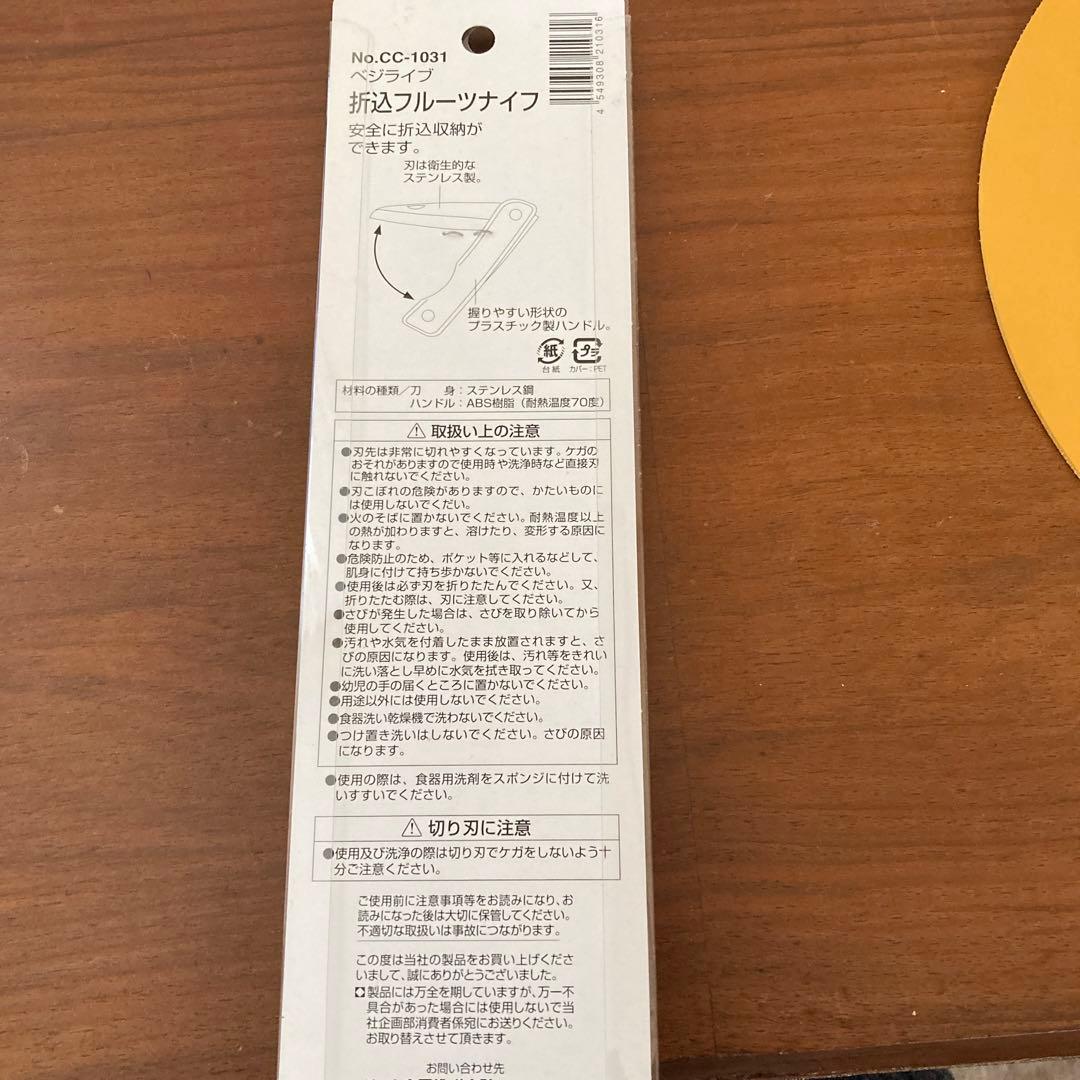 No.CC-1031
ベジライブ
折込フルーツナイフ
4 549308 210316
安全に折込収納が
できます。
刃は衛生的な
ステンレス製。
握りやすい形状の
プラスチック製ハンドル。
紙
プラ
台紙
カバー:PET
材料の種類/刀 身:ステンレス鋼
ハンドル:ABS樹脂(耐熱温度70度)
取扱い上の注意
●刃先は非常に切れやすくなっています。ケガの
おそれがありますので使用時や洗浄時など直接刃
に触れないでください。
●刃こぼれの危険がありますので、かたいものに
は使用しないでくだい。
●火のそばに置かないでください。耐熱温度以上
の熱が加わりますと、溶けたり、変形する原因に
なります。
●危険防止のため、ポケット等に入れるなどして、
肌身に付けて持ち歩かないでください。
●使用後は必ず刃を折りたたんでください。又、
折りたたむ際は、刃に注意してください。
●さびが発生した場合は、さびを取り除いてから
使用してください。
●汚れや水気を付着したまま放置されますと、さ
びの原因になります。使用後は、汚れ等をきれい
に洗い落とし早めに水気を拭き取ってください。
●幼児の手の届くところに置かないでください。
●用途以外には使用しないでください。
●食器洗い乾燥機で洗わないでください。
●つけ置き洗いはしないでください。さびの原因
になります。
●使用の際は、食器用洗剤をスポンジに付けて洗
いすすいでください。
切り刃に注意
●使用及び洗浄の際は切り刃でケガをしないよう十
分ご注意ください。
ご使用前に注意事項等をお読みになり、お
読みになった後は大切に保管してください。
不適切な取扱いは事故につながります。
この度は当社の製品をお買い上げくださ
いまして、誠にありがとうございました。
製品には万全を期していますが、万一不
具合があった場合には使用しないで当
社企画部消費者係宛にお送りください。
お取り替えさせて頂きます。
お問い合わせ先